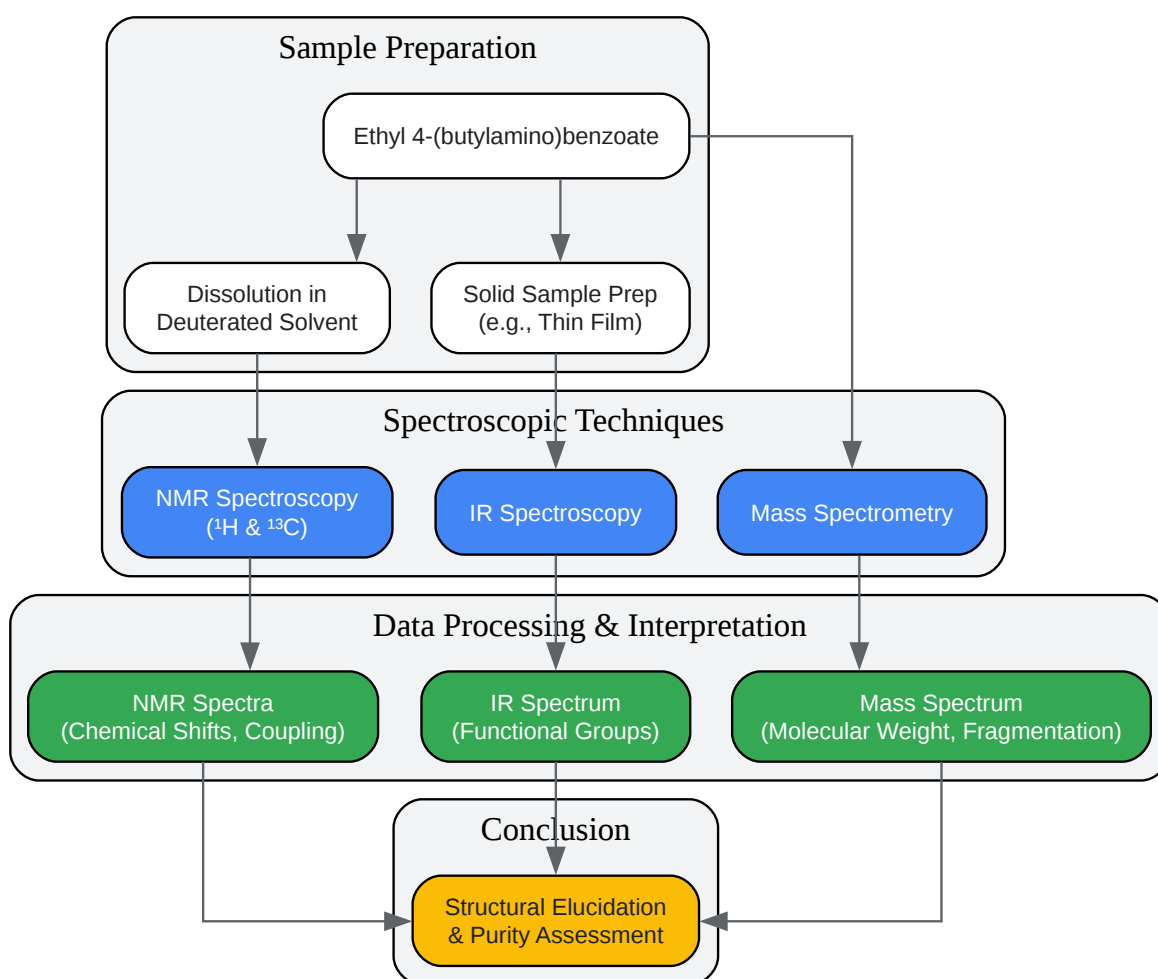 Sample Preparation
Ethyl 4-(butylamino)benzoate
Dissolution in
Deuterated Solvent
Solid Sample Prep
(e.g., Thin Film)
Spectroscopic Techniques
NMR Spectroscopy
(¹H & ¹³C)
IR Spectroscopy
Mass Spectrometry
Data Processing & Interpretation
NMR Spectra
(Chemical Shifts, Coupling)
IR Spectrum
(Functional Groups)
Mass Spectrum
(Molecular Weight, Fragmentation)
Conclusion
Structural Elucidation
& Purity Assessment